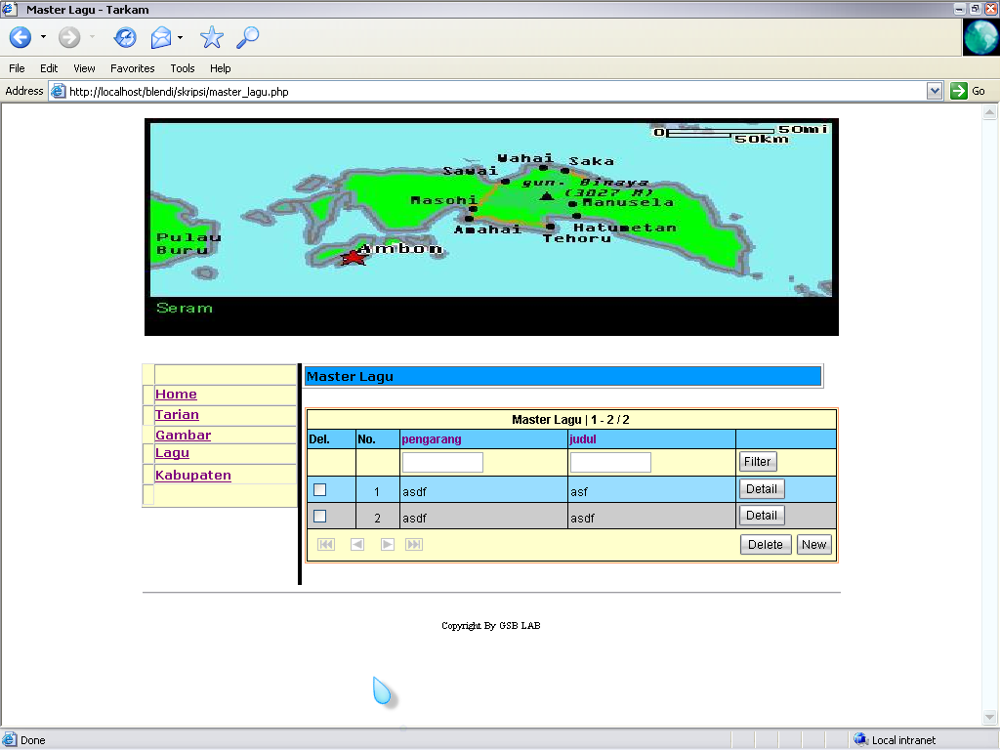 Master Lagu - Tarkam
File Edit View Favorites Tools Help
Address http://localhost/blendi/skripsi/master_lagu.php Go
0 50mi
50km
Wahai Saka
Sawai
gun. Binaya
(3027 M)
Masohi Manusela
Amahai Hatumetan
Tehoru
Pulau
Buru
Ambon
Seram
Master Lagu
Home
Tarian
Gambar
Lagu
Kabupaten
Master Lagu | 1 - 2 / 2
Del. No. pengarang judul
Filter
1 asdf asf Detail
2 asdf asdf Detail
Delete New
Copyright By GSB LAB
Done Local intranet